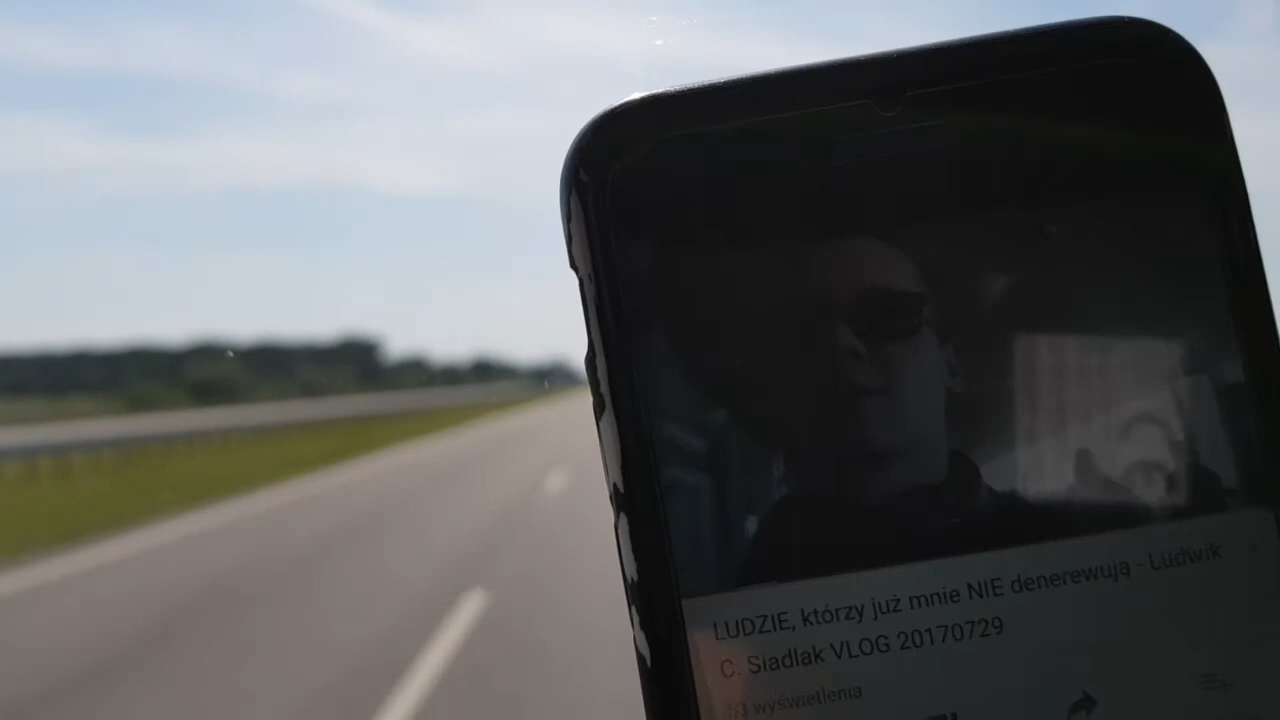 LUDZIE, którzy już mnie NIE denerewują - Ludwik
C. Siadlak VLOG 20170729
wyświetlenia